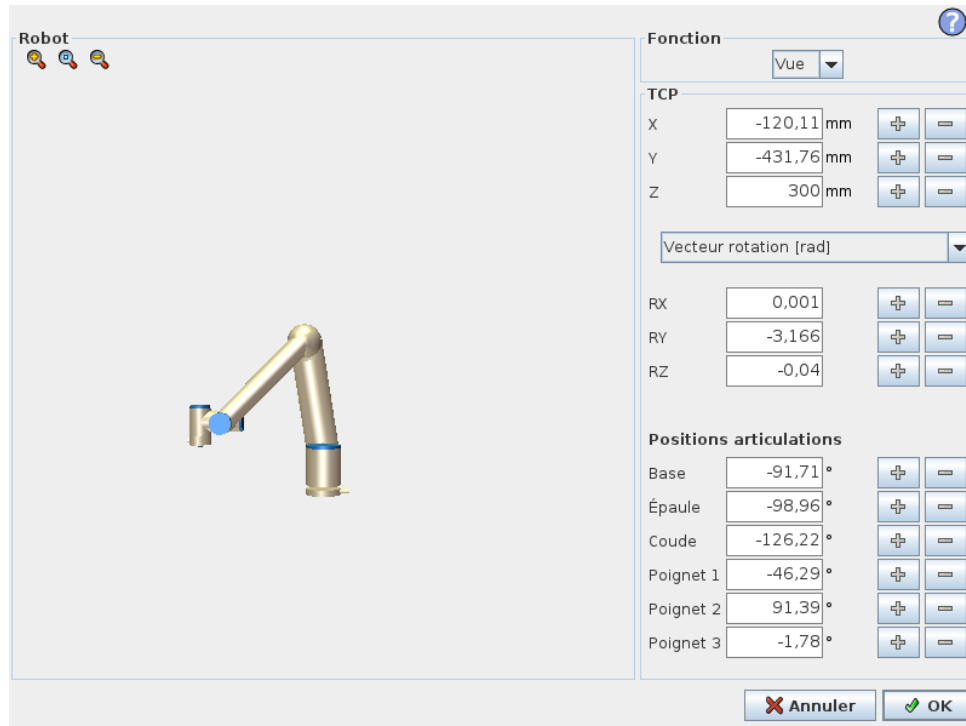 Robot
Fonction
Vue
TCP
X -120,11 mm
Y -431,76 mm
Z 300 mm
Vecteur rotation [rad]
RX 0,001
RY -3,166
RZ -0,04
Positions articulations
Base -91,71 °
Épaule -98,96 °
Coude -126,22 °
Poignet 1 -46,29 °
Poignet 2 91,39 °
Poignet 3 -1,78 °
Annuler OK